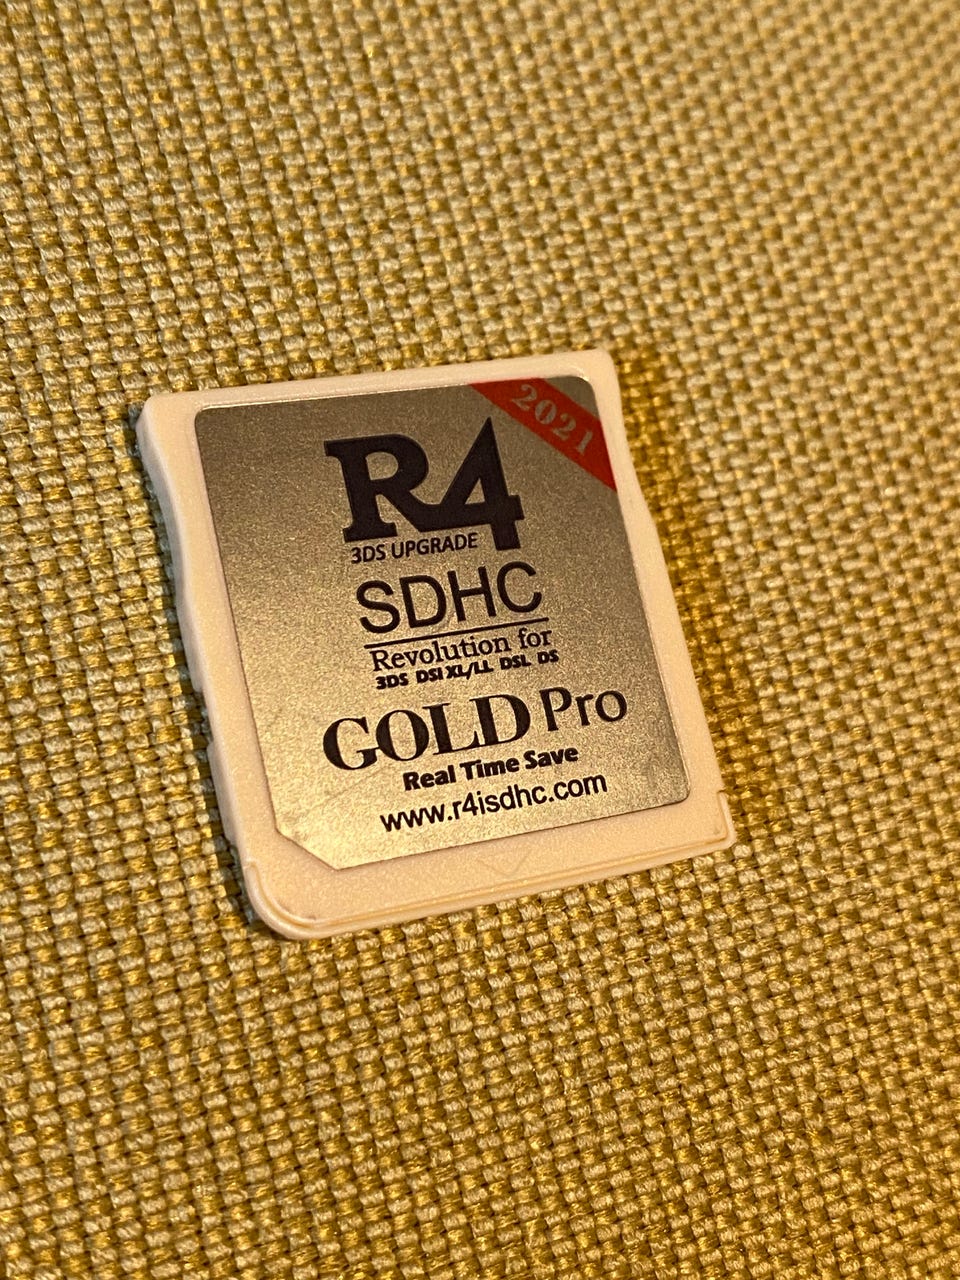 2021
R4
3DS UPGRADE
SDHC
Revolution for
3DS DSI XL/LL DSL DS
GOLD Pro
Real Time Save
www.r4isdhc.com